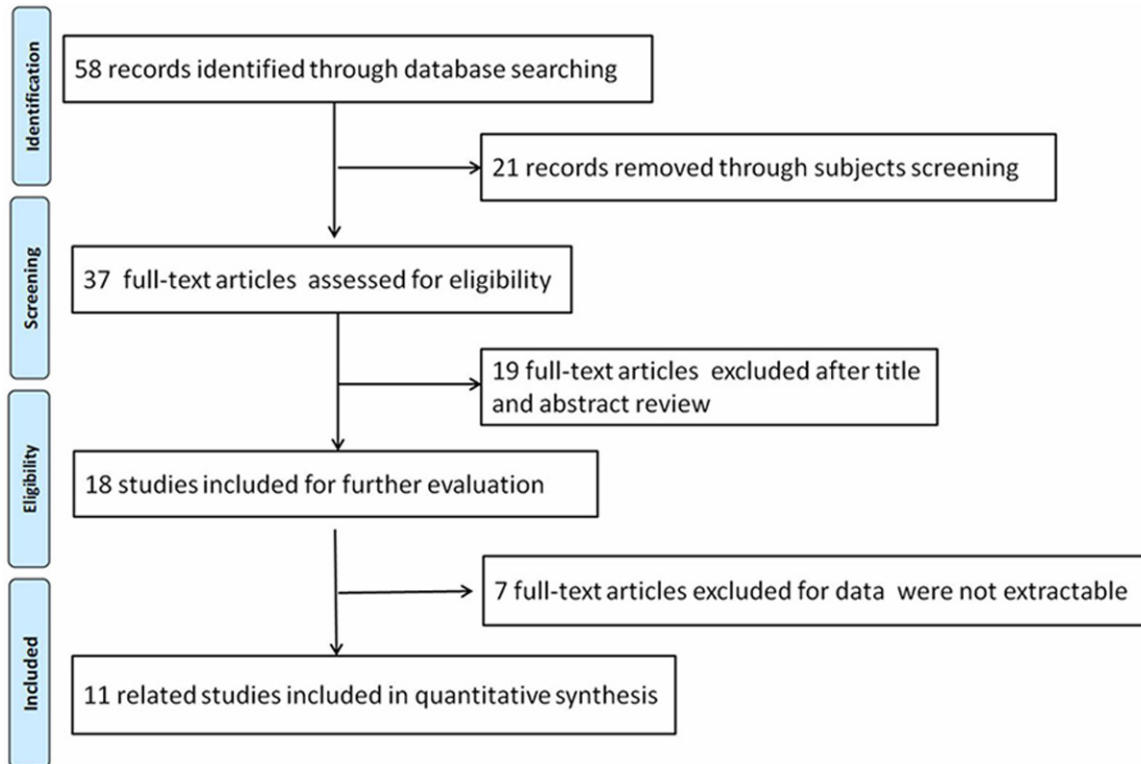 Identification
58 records identified through database searching
21 records removed through subjects screening
Screening
37 full-text articles assessed for eligibility
19 full-text articles excluded after title
and abstract review
Eligibility
18 studies included for further evaluation
7 full-text articles excluded for data were not extractable
Included
11 related studies included in quantitative synthesis